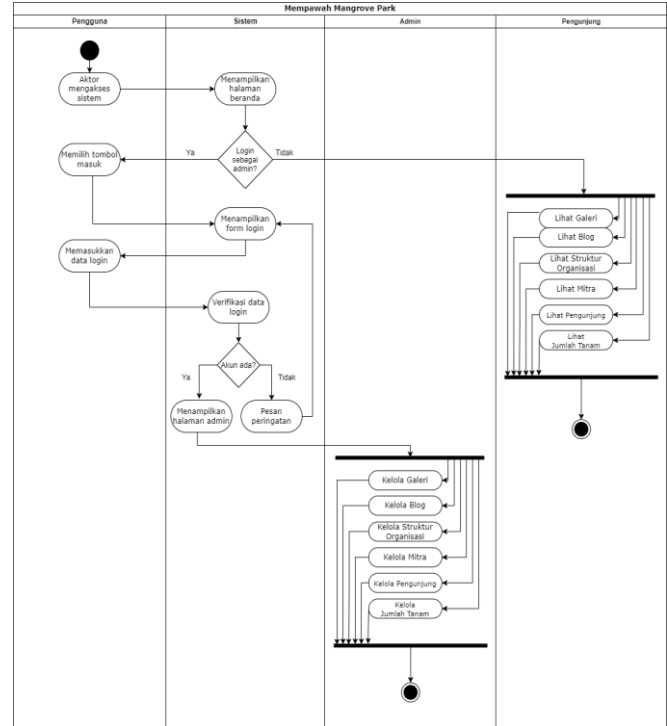 Mempawah Mangrove Park
Pengguna
Sistem
Admin
Pengunjung
Aktor
mengakses
sistem
Menampilkan
halaman
beranda
Login
sebagai
admin?
Ya
Tidak
Memilih tombol
masuk
Menampilkan
form login
Memasukkan
data login
Verifikasi data
login
Akun ada?
Ya
Tidak
Menampilkan
halaman admin
Pesan
peringatan
Lihat Galeri
Lihat Blog
Lihat Struktur
Organisasi
Lihat Mitra
Lihat Pengunjung
Lihat
Jumlah Tanam
Kelola Galeri
Kelola Blog
Kelola Struktur
Organisasi
Kelola Mitra
Kelola Pengunjung
Kelola
Jumlah Tanam